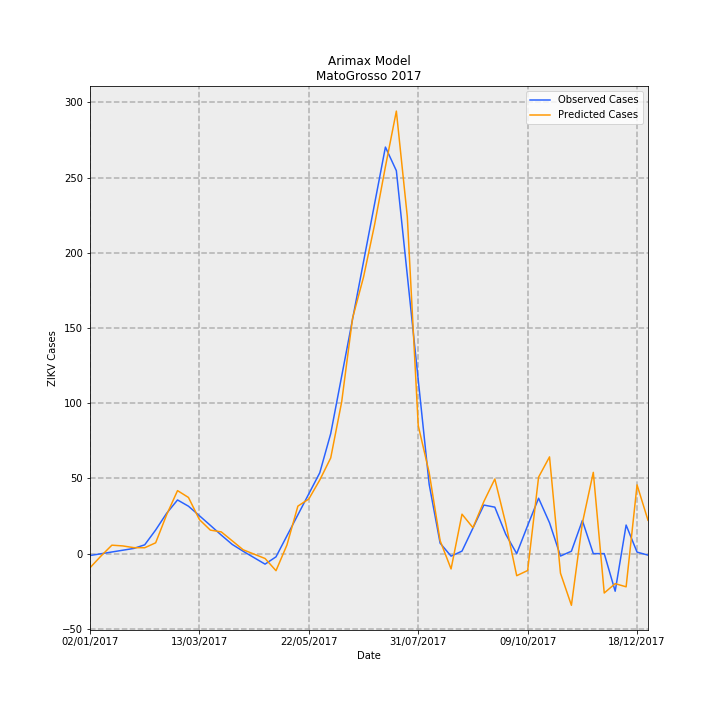 Arimax Model
MatoGrosso 2017
Observed Cases
Predicted Cases
300
250
200
150
100
50
0
−50
ZIKV Cases
02/01/2017
13/03/2017
22/05/2017
31/07/2017
09/10/2017
18/12/2017
Date